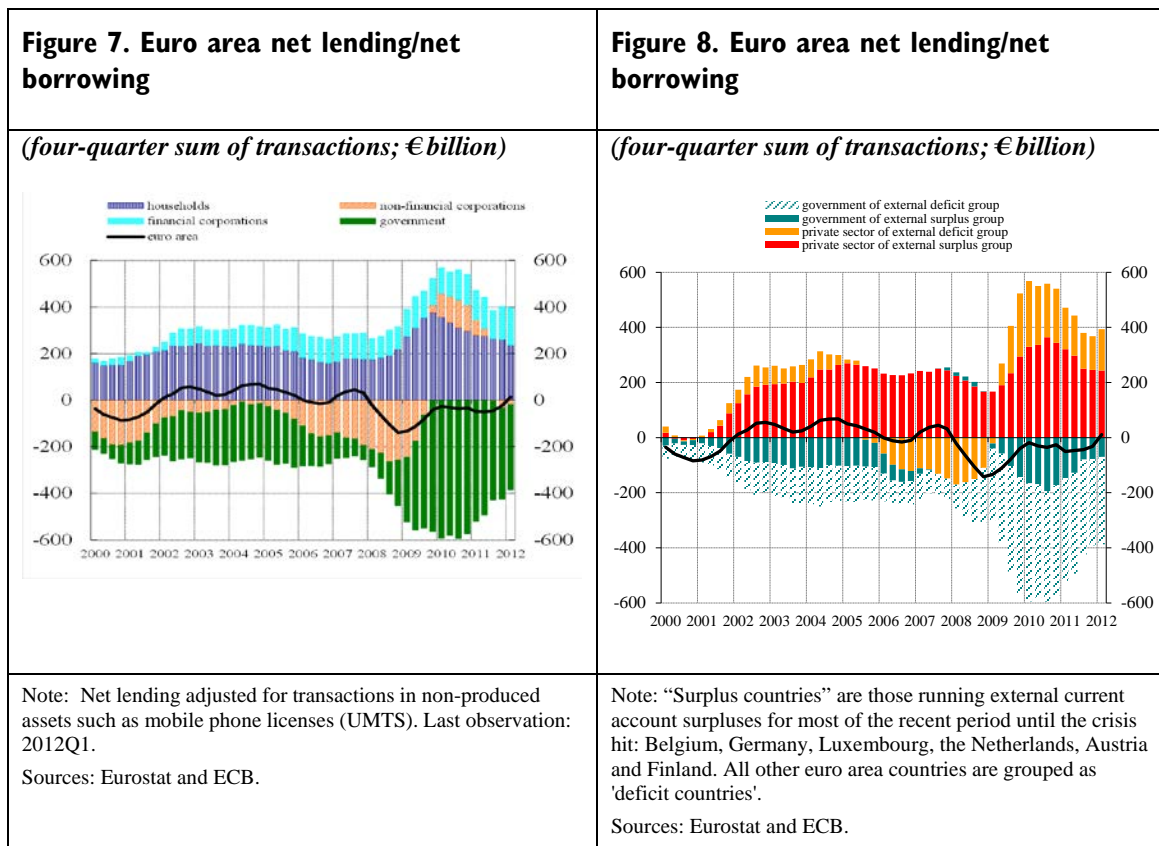 Figure 7. Euro area net lending/net
borrowing
(four-quarter sum of transactions; € billion)
households
non-financial corporations
financial corporations
government
euro area
600 600
400 400
200 200
0 0
-200 -200
-400 -400
-600 -600
2000 2001 2002 2003 2004 2005 2006 2007 2008 2009 2010 2011 2012
Note: Net lending adjusted for transactions in non-produced
assets such as mobile phone licenses (UMTS). Last observation:
2012Q1.
Sources: Eurostat and ECB.
Figure 8. Euro area net lending/net
borrowing
(four-quarter sum of transactions; € billion)
government of external deficit group
government of external surplus group
private sector of external deficit group
private sector of external surplus group
600 600
400 400
200 200
0 0
-200 -200
-400 -400
-600 -600
2000 2001 2002 2003 2004 2005 2006 2007 2008 2009 2010 2011 2012
Note: “Surplus countries” are those running external current
account surpluses for most of the recent period until the crisis
hit: Belgium, Germany, Luxembourg, the Netherlands, Austria
and Finland. All other euro area countries are grouped as
'deficit countries'.
Sources: Eurostat and ECB.